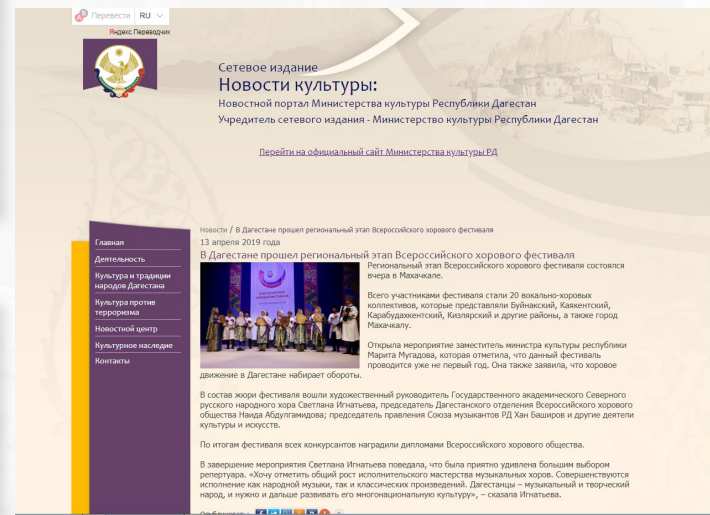 Перевести RU
Яндекс Переводчик
Сетевое издание
Новости культуры:
Новостной портал Министерства культуры Республики Дагестан
Учредитель сетевого издания - Министерство культуры Республики Дагестан
Перейти на официальный сайт Министерства культуры РД
Главная
Деятельность
Культура и традиции
народов Дагестана
Культура против
терроризма
Новостной центр
Культурное наследие
Контакты
Новости / В Дагестане прошел региональный этап Всероссийского хорового фестиваля
13 апреля 2019 года
В Дагестане прошел региональный этап Всероссийского хорового фестиваля
Региональный этап Всероссийского хорового фестиваля состоялся
вчера в Махачкале.
Всего участниками фестиваля стали 20 вокально-хоровых
коллективов, которые представляли Буйнакский, Каякентский,
Карабудахкентский, Кизлярский и другие районы, а также город
Махачкалу.
Открыла мероприятие заместитель министра культуры республики
Марита Мугадова, которая отметила, что данный фестиваль
проводится уже не первый год. Она также заявила, что хоровое
движение в Дагестане набирает обороты.
В состав жюри фестиваля вошли художественный руководитель Государственного академического Северного
русского народного хора Светлана Игнатьева, председатель Дагестанского отделения Всероссийского хорового
общества Наида Абдулгамидова; председатель правления Союза музыкантов РД Хан Баширов и другие деятели
культуры и искусств.
По итогам фестиваля всех конкурсантов наградили дипломами Всероссийского хорового общества.
В завершение мероприятия Светлана Игнатьева поведала, что была приятно удивлена большим выбором
репертуара. «Хочу отметить общий рост исполнительского мастерства музыкальных хоров. Совершенствуются
исполнение как народной музыки, так и классических произведений. Дагестанцы – музыкальный и творческий
народ, и нужно и дальше развивать его многонациональную культуру», – сказала Игнатьева.